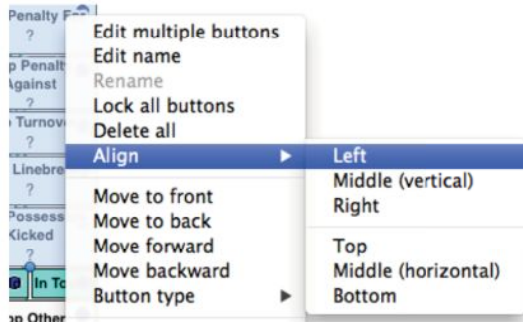 Penalty
?
Penalt
Against
?
Turnov
?
Linebre
?
Possess
Kicked
?
In To
op Other
Edit multiple buttons
Edit name
Rename
Lock all buttons
Delete all
Align
Move to front
Move to back
Move forward
Move backward
Button type
Left
Middle (vertical)
Right
Top
Middle (horizontal)
Bottom